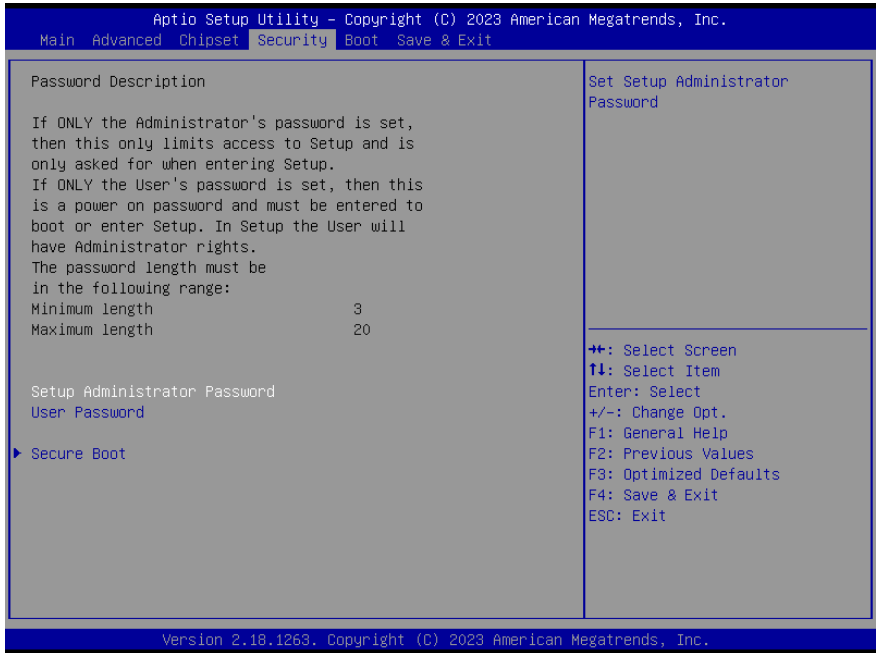 Aptio Setup Utility – Copyright (C) 2023 American Megatrends, Inc.
Main Advanced Chipset Security Boot Save & Exit
Password Description
If ONLY the Administrator's password is set,
then this only limits access to Setup and is
only asked for when entering Setup.
If ONLY the User's password is set, then this
is a power on password and must be entered to
boot or enter Setup. In Setup the User will
have Administrator rights.
The password length must be
in the following range:
Minimum length 3
Maximum length 20
Setup Administrator Password
User Password
Secure Boot
Set Setup Administrator
Password
→←: Select Screen
↑↓: Select Item
Enter: Select
+/-: Change Opt.
F1: General Help
F2: Previous Values
F3: Optimized Defaults
F4: Save & Exit
ESC: Exit
Version 2.18.1263. Copyright (C) 2023 American Megatrends, Inc.